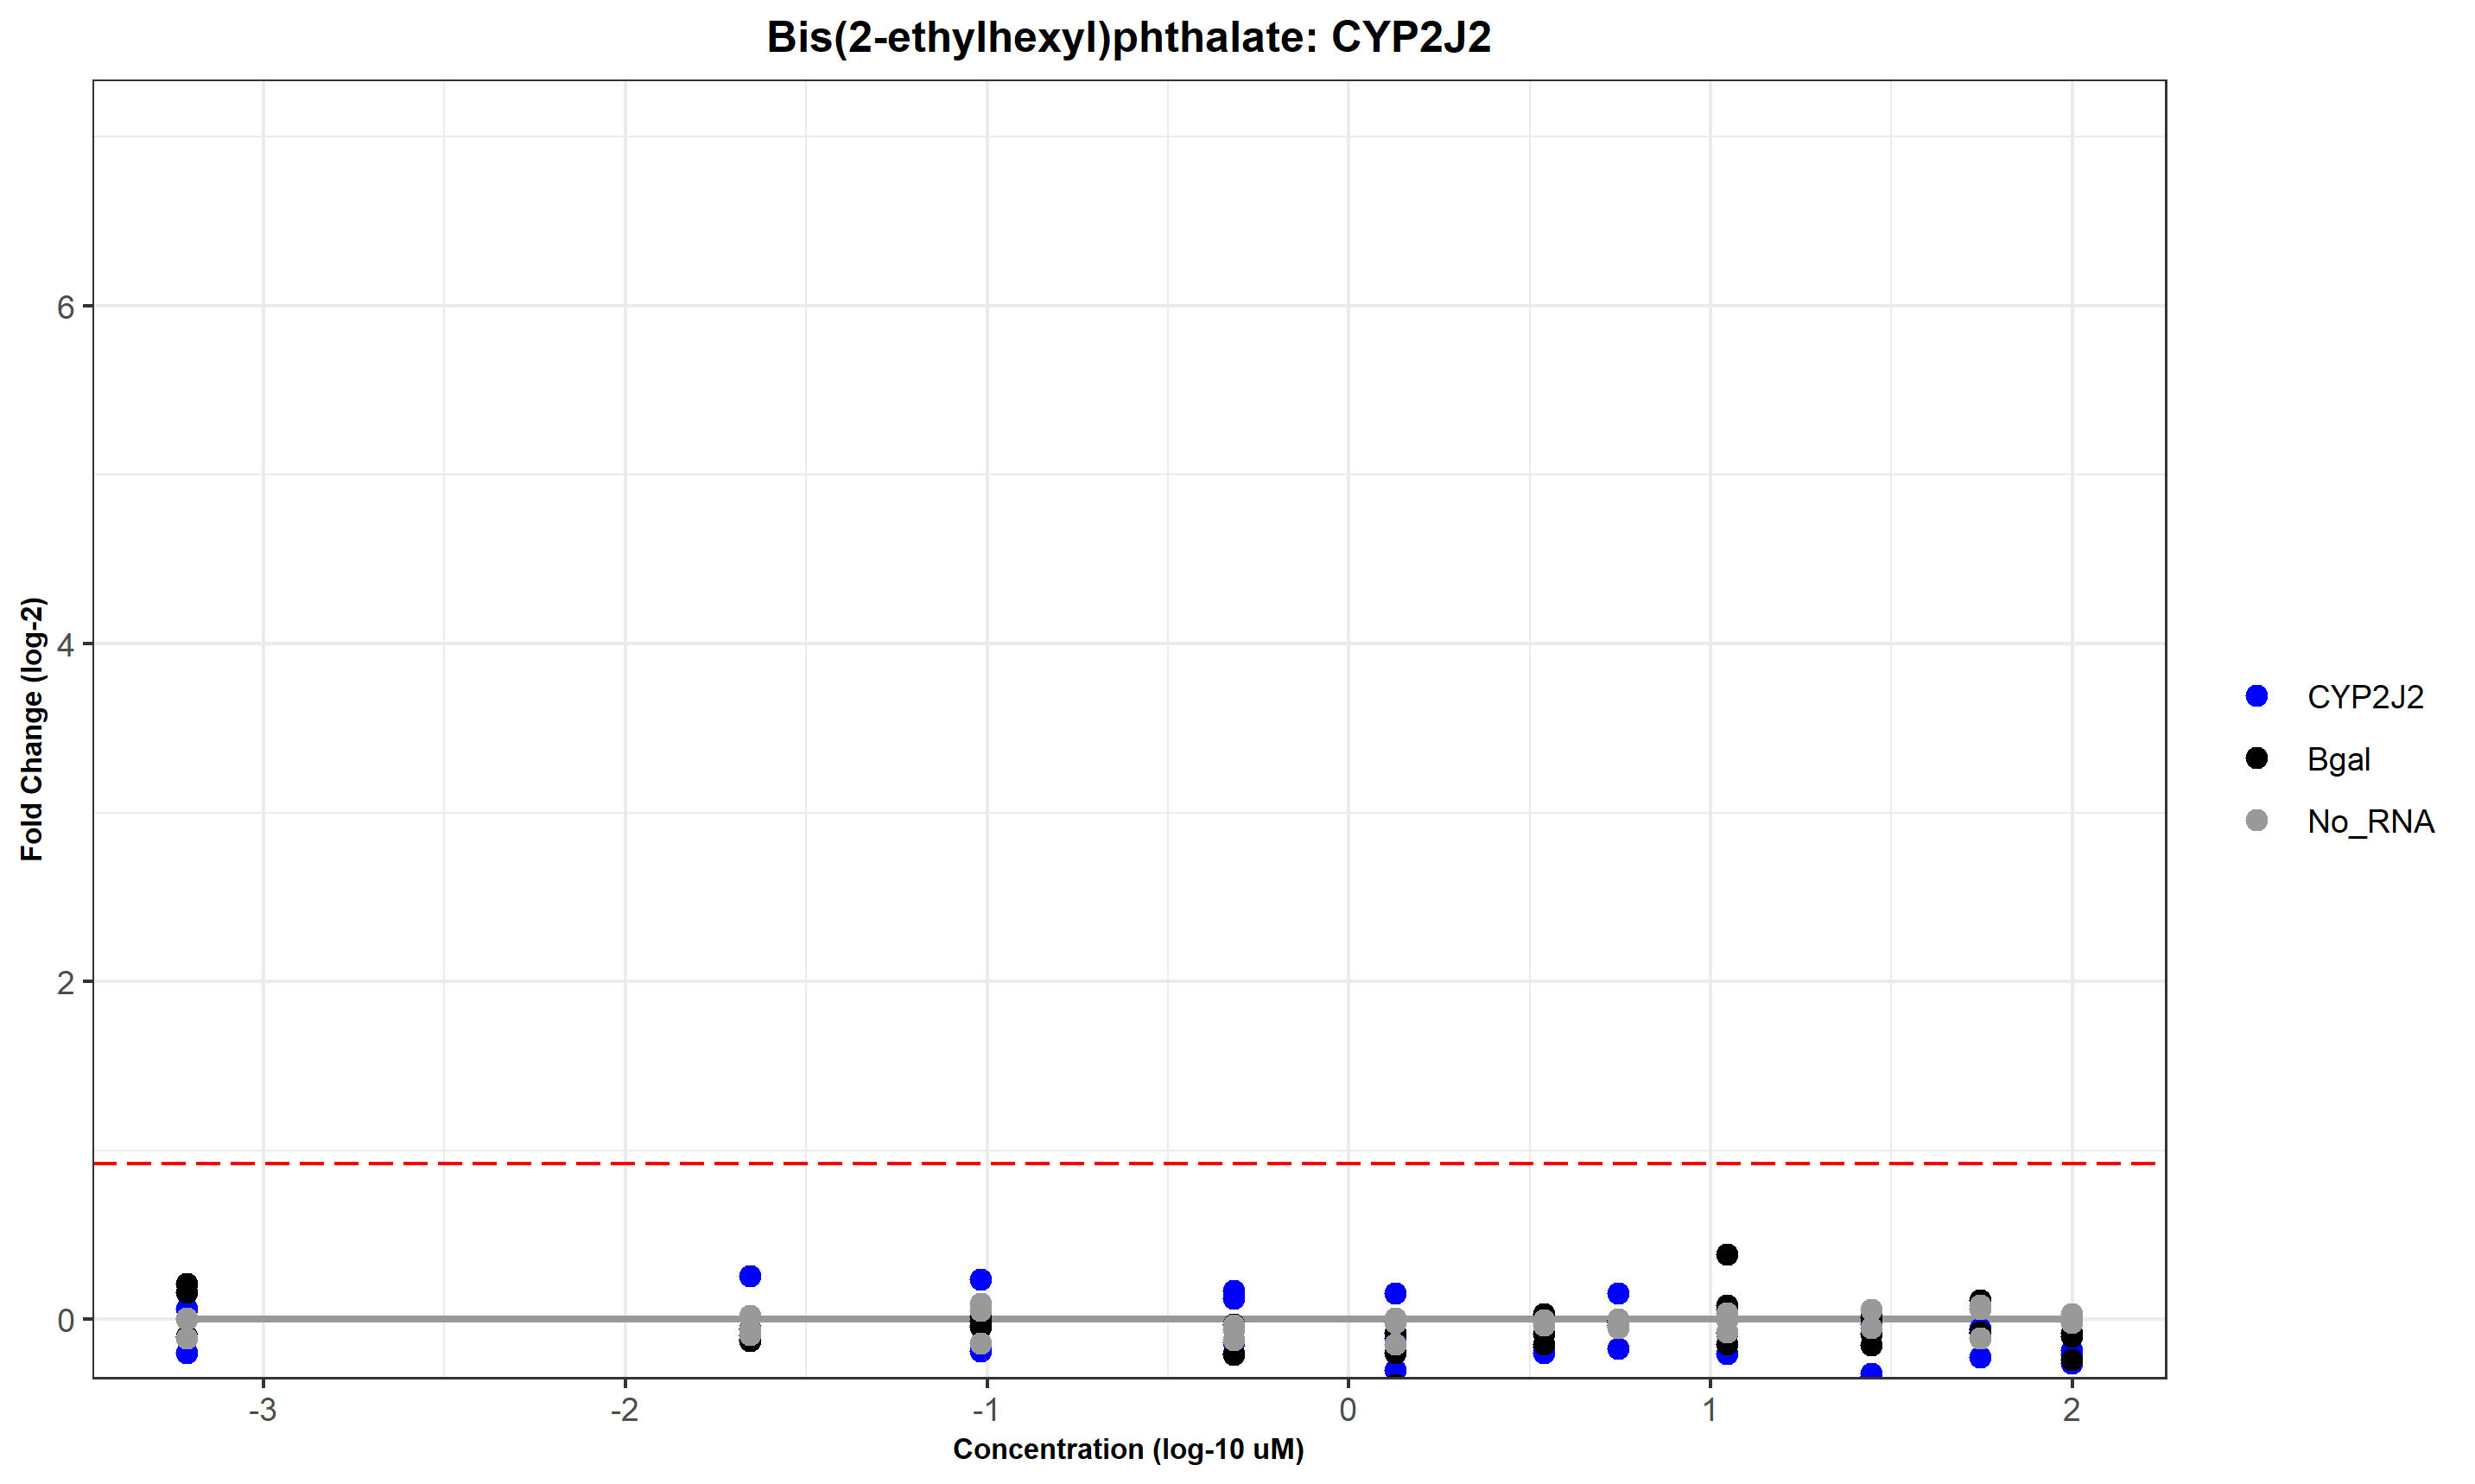 Bis(2-ethylhexyl)phthalate: CYP2J2
Fold Change (log-2)
6
4
2
0
-3
-2
-1
0
1
2
Concentration (log-10 uM)
CYP2J2
Bgal
No_RNA